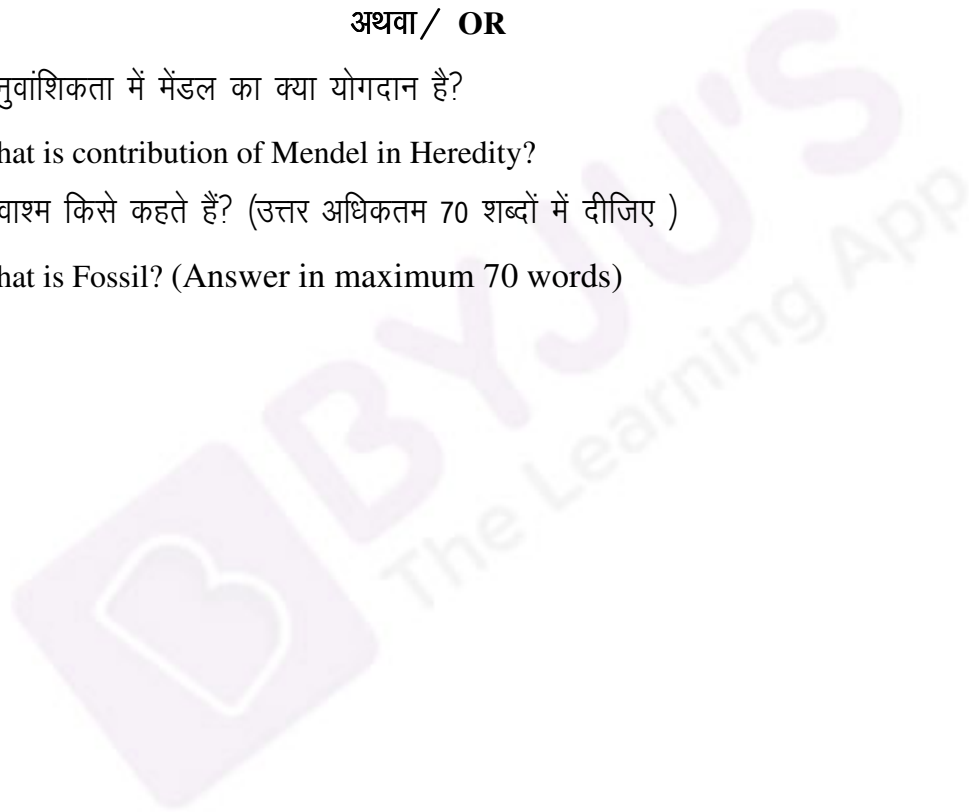 अथवा/ OR
नुवांशिकता में मेंडल का क्या योगदान है?
hat is contribution of Mendel in Heredity?
वाश्म किसे कहते हैं? (उत्तर अधिकतम 70 शब्दों में दीजिए )
hat is Fossil? (Answer in maximum 70 words)
BYJU'S
The Learning App